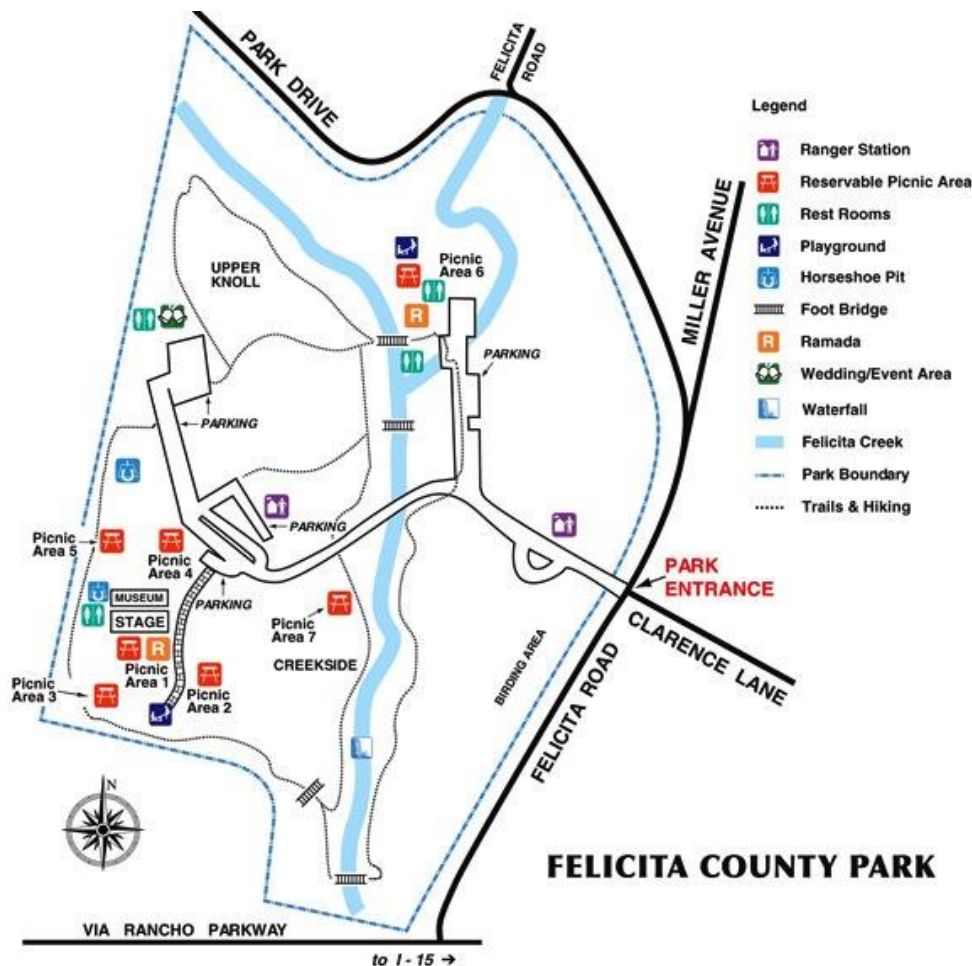 PARK DRIVE
FELICITA
ROAD
MILLER AVENUE
Legend
Ranger Station
Reservable Picnic Area
Rest Rooms
Playground
Horseshoe Pit
Foot Bridge
R
Ramada
Wedding/Event Area
Waterfall
Felicita Creek
Park Boundary
Trails & Hiking
UPPER
KNOLL
Picnic
Area 6
R
PARKING
PARKING
PARKING
Picnic
Area 5
Picnic
Area 4
PARKING
MUSEUM
STAGE
R
Picnic
Area 1
Picnic
Area 2
Picnic
Area 3
Picnic
Area 7
CREEKSIDE
BIRDING AREA
PARK
ENTRANCE
CLARENCE LANE
FELICITA ROAD
N
FELICITA COUNTY PARK
VIA RANCHO PARKWAY
to I - 15 →